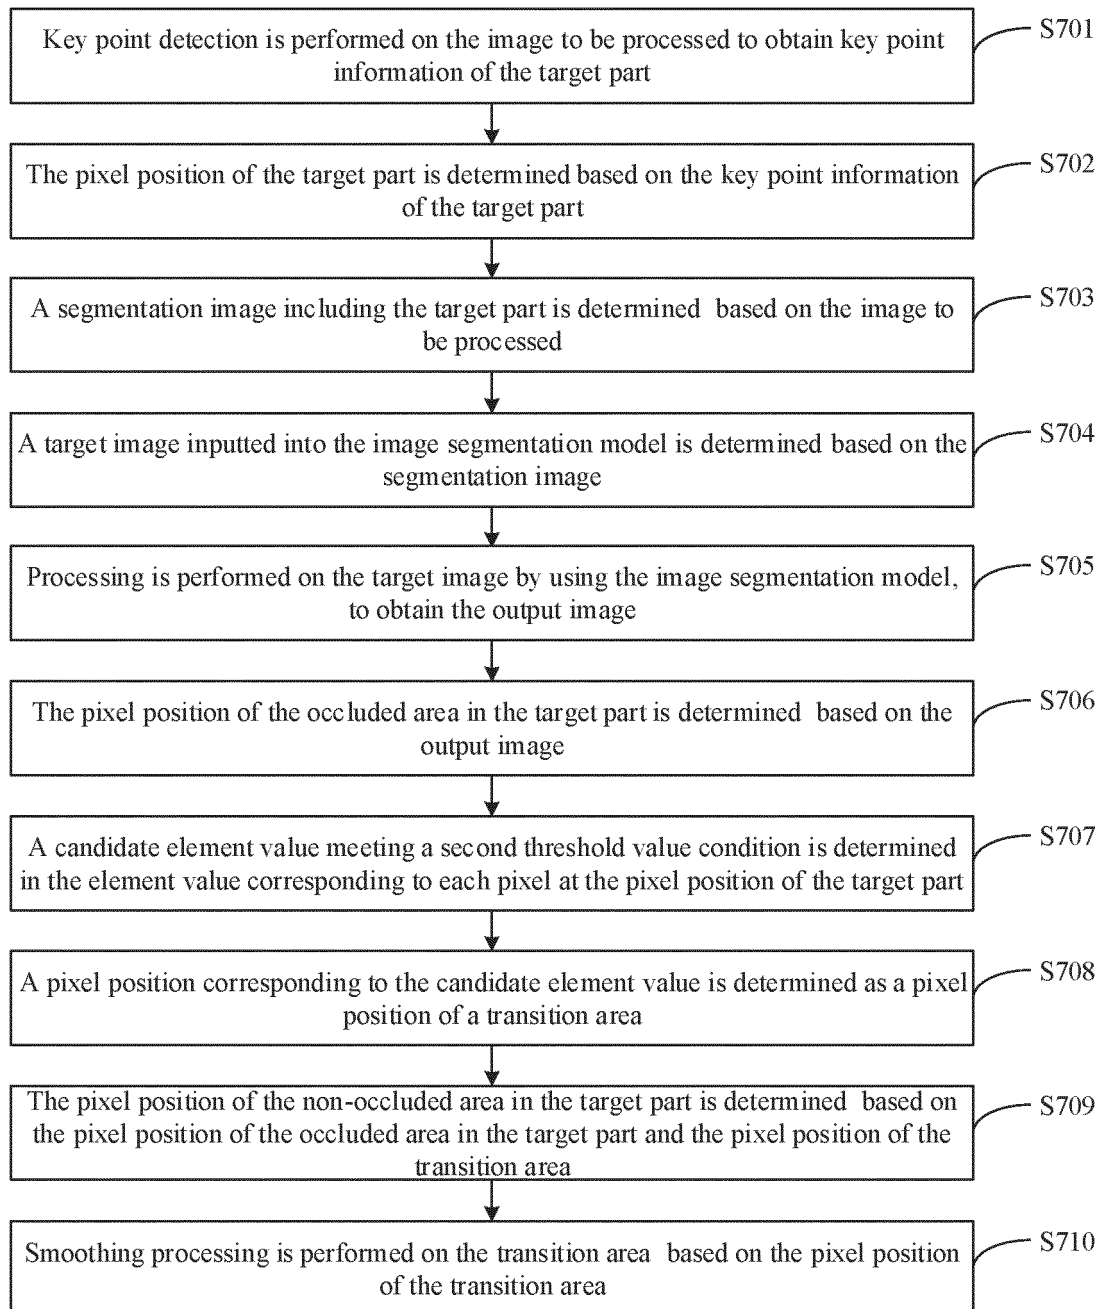 Key point detection is performed on the image to be processed to obtain key point
information of the target part
S701
The pixel position of the target part is determined based on the key point information
of the target part
S702
A segmentation image including the target part is determined based on the image to
be processed
S703
A target image inputted into the image segmentation model is determined based on the
segmentation image
S704
Processing is performed on the target image by using the image segmentation model,
to obtain the output image
S705
The pixel position of the occluded area in the target part is determined based on the
output image
S706
A candidate element value meeting a second threshold value condition is determined
in the element value corresponding to each pixel at the pixel position of the target part
S707
A pixel position corresponding to the candidate element value is determined as a pixel
position of a transition area
S708
The pixel position of the non-occluded area in the target part is determined based on
the pixel position of the occluded area in the target part and the pixel position of the
transition area
S709
Smoothing processing is performed on the transition area based on the pixel position
of the transition area
S710